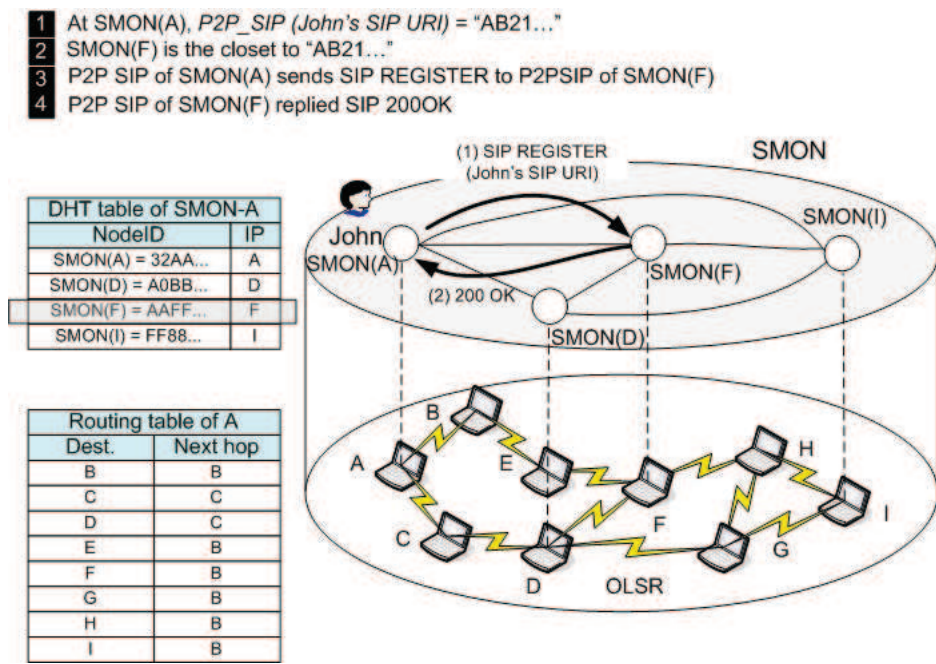 1 At SMON(A), P2P_SIP (John's SIP URI) = “AB21…”
2 SMON(F) is the closet to “AB21…”
3 P2P SIP of SMON(A) sends SIP REGISTER to P2PSIP of SMON(F)
4 P2P SIP of SMON(F) replied SIP 200OK
(1) SIP REGISTER
(John's SIP URI)
SMON
DHT table of SMON-A
NodeID IP
SMON(A) = 32AA... A
SMON(D) = A0BB... D
SMON(F) = AAFF... F
SMON(I) = FF88... I
John
SMON(A)
SMON(I)
SMON(F)
(2) 200 OK
SMON(D)
Routing table of A
Dest. Next hop
B B
C C
D C
E B
F B
G B
H B
I B
B
A
E
H
C
F
I
G
D
OLSR